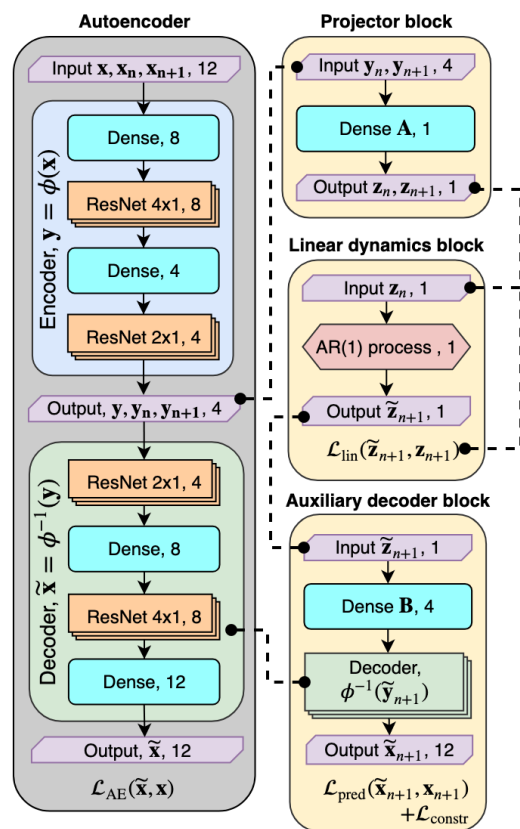 Autoencoder
Input 𝐱, 𝐱ₙ, 𝐱ₙ₊₁, 12
Encoder, 𝐲 = ϕ(𝐱)
Dense, 8
ResNet 4x1, 8
Dense, 4
ResNet 2x1, 4
Output, 𝐲, 𝐲ₙ, 𝐲ₙ₊₁, 4
Decoder, 𝐱̃ = ϕ⁻¹(𝐲)
ResNet 2x1, 4
Dense, 8
ResNet 4x1, 8
Dense, 12
Output, 𝐱̃, 12
ℒ_AE(𝐱̃, 𝐱)
Projector block
Input 𝐲ₙ, 𝐲ₙ₊₁, 4
Dense 𝐀, 1
Output 𝐳ₙ, 𝐳ₙ₊₁, 1
Linear dynamics block
Input 𝐳ₙ, 1
AR(1) process , 1
Output 𝐳̃ₙ₊₁, 1
ℒ_lin(𝐳̃ₙ₊₁, 𝐳ₙ₊₁)
Auxiliary decoder block
Input 𝐳̃ₙ₊₁, 1
Dense 𝐁, 4
Decoder,
ϕ⁻¹(𝐲̃ₙ₊₁)
Output 𝐱̃ₙ₊₁, 12
ℒ_pred(𝐱̃ₙ₊₁, 𝐱ₙ₊₁)
+ℒ_constr